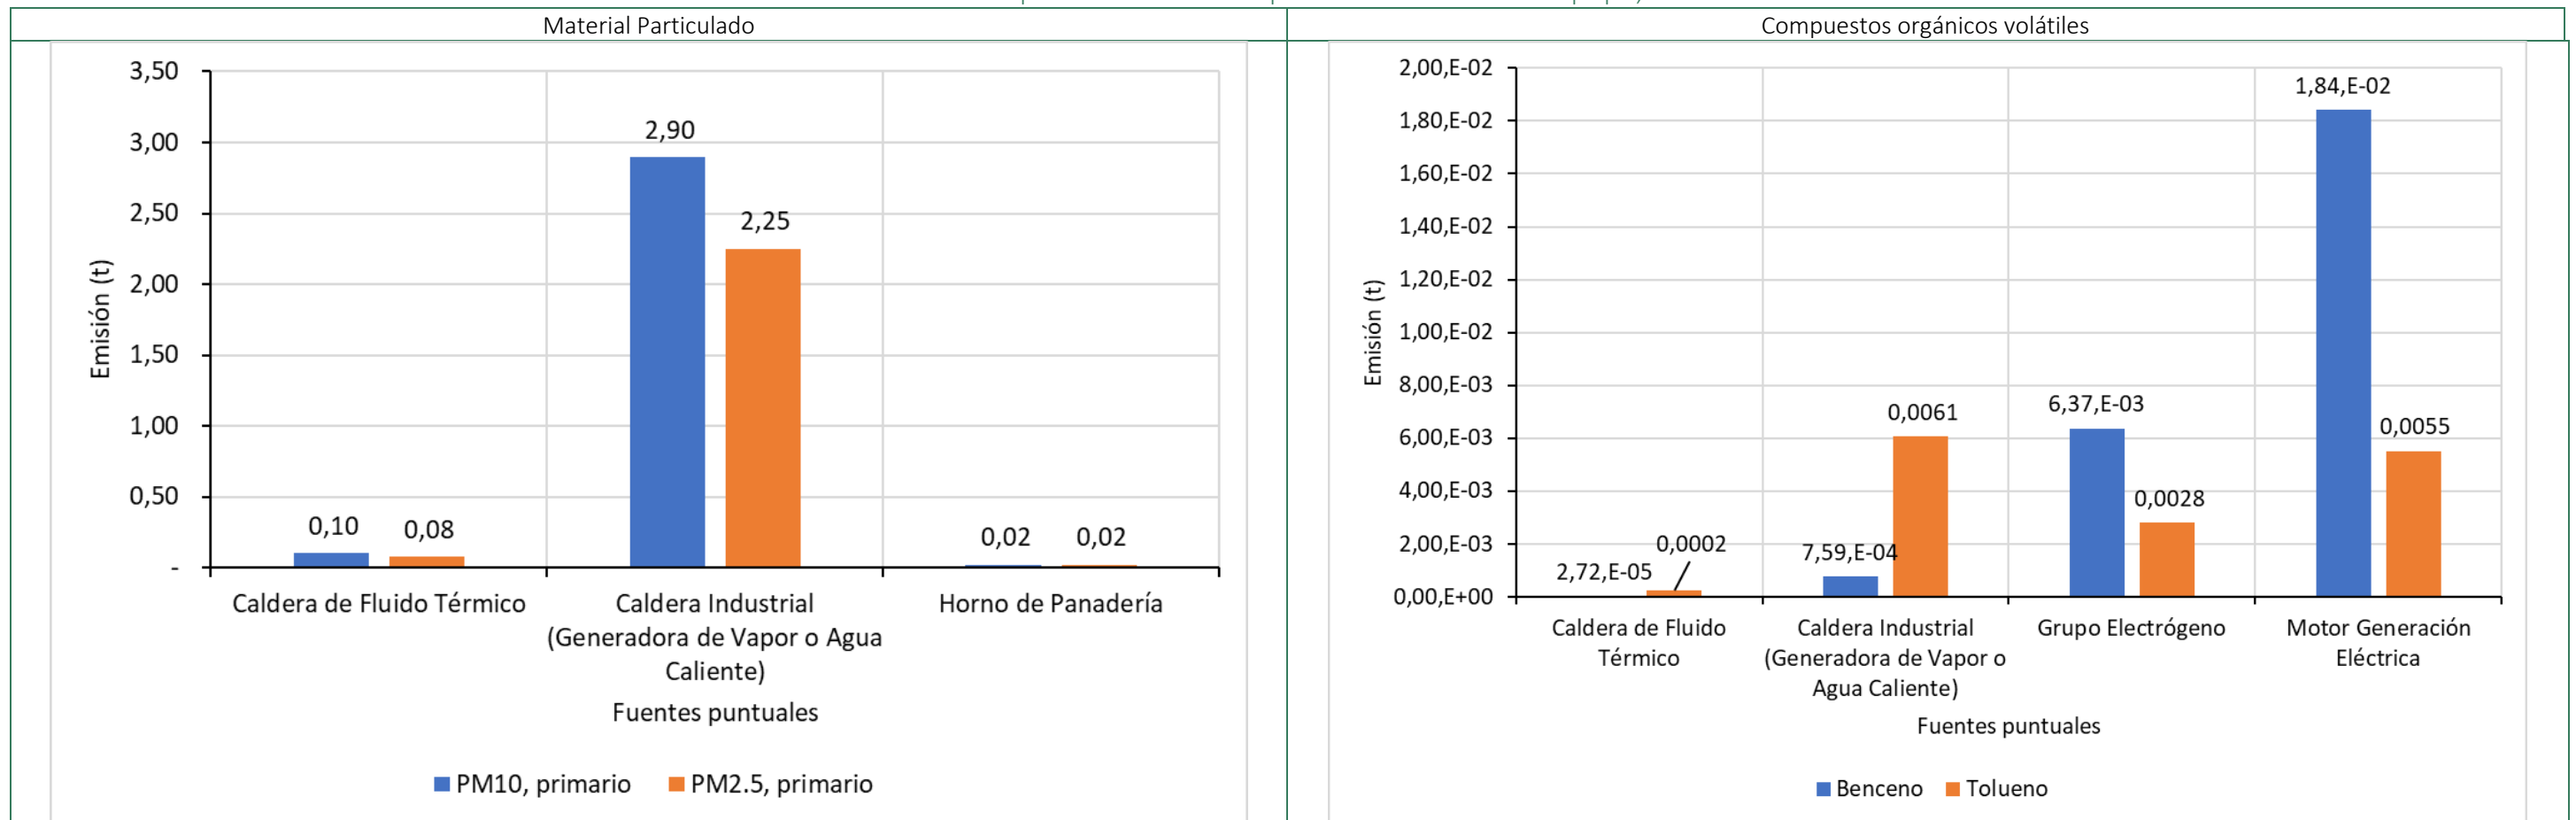 Material Particulado
Compuestos orgánicos volátiles
3,50
3,00
2,50
2,00
1,50
1,00
0,50
-
Emisión (t)
0,10
0,08
2,90
2,25
0,02
0,02
Caldera de Fluido Térmico
Caldera Industrial
(Generadora de Vapor o Agua
Caliente)
Horno de Panadería
Fuentes puntuales
PM10, primario
PM2.5, primario
2,00,E-02
1,80,E-02
1,60,E-02
1,40,E-02
1,20,E-02
1,00,E-02
8,00,E-03
6,00,E-03
4,00,E-03
2,00,E-03
0,00,E+00
Emisión (t)
2,72,E-05
0,0002
7,59,E-04
0,0061
6,37,E-03
0,0028
1,84,E-02
0,0055
Caldera de Fluido
Térmico
Caldera Industrial
(Generadora de Vapor o
Agua Caliente)
Grupo Electrógeno
Motor Generación
Eléctrica
Fuentes puntuales
Benceno
Tolueno